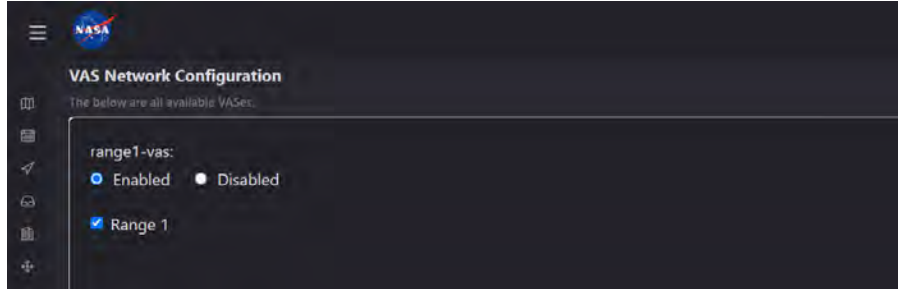 NASA
VAS Network Configuration
The below are all available VASes.
range1-vas:
Enabled Disabled
Range 1